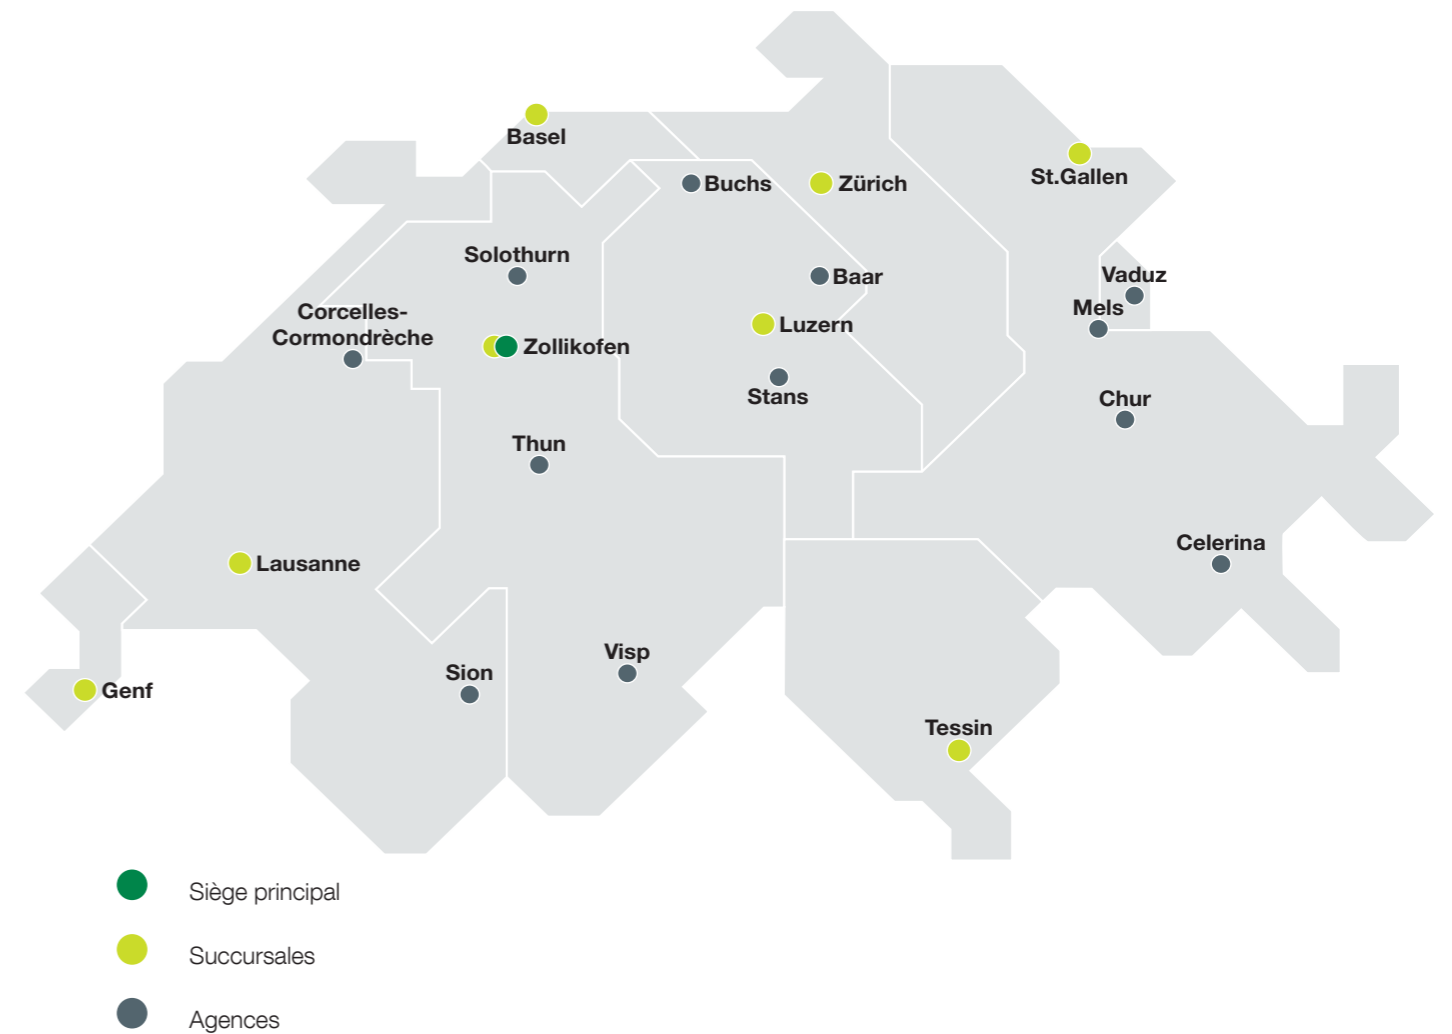 Basel
Buchs
Zürich
St.Gallen
Solothurn
Baar
Vaduz
Mels
Corcelles-
Cormondrèche
Luzern
Zollikofen
Stans
Chur
Thun
Celerina
Lausanne
Visp
Sion
Genf
Tessin
Siège principal
Succursales
Agences